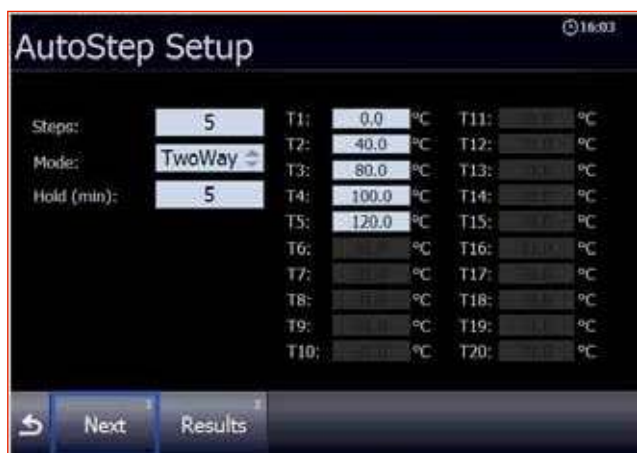 16:03
AutoStep Setup
Steps: 5
Mode: TwoWay
Hold (min): 5
T1: 0.0 °C T11: °C
T2: 40.0 °C T12: °C
T3: 80.0 °C T13: °C
T4: 100.0 °C T14: °C
T5: 120.0 °C T15: °C
T6: °C T16: °C
T7: °C T17: °C
T8: °C T18: °C
T9: °C T19: °C
T10: °C T20: °C
1 2
Next Results